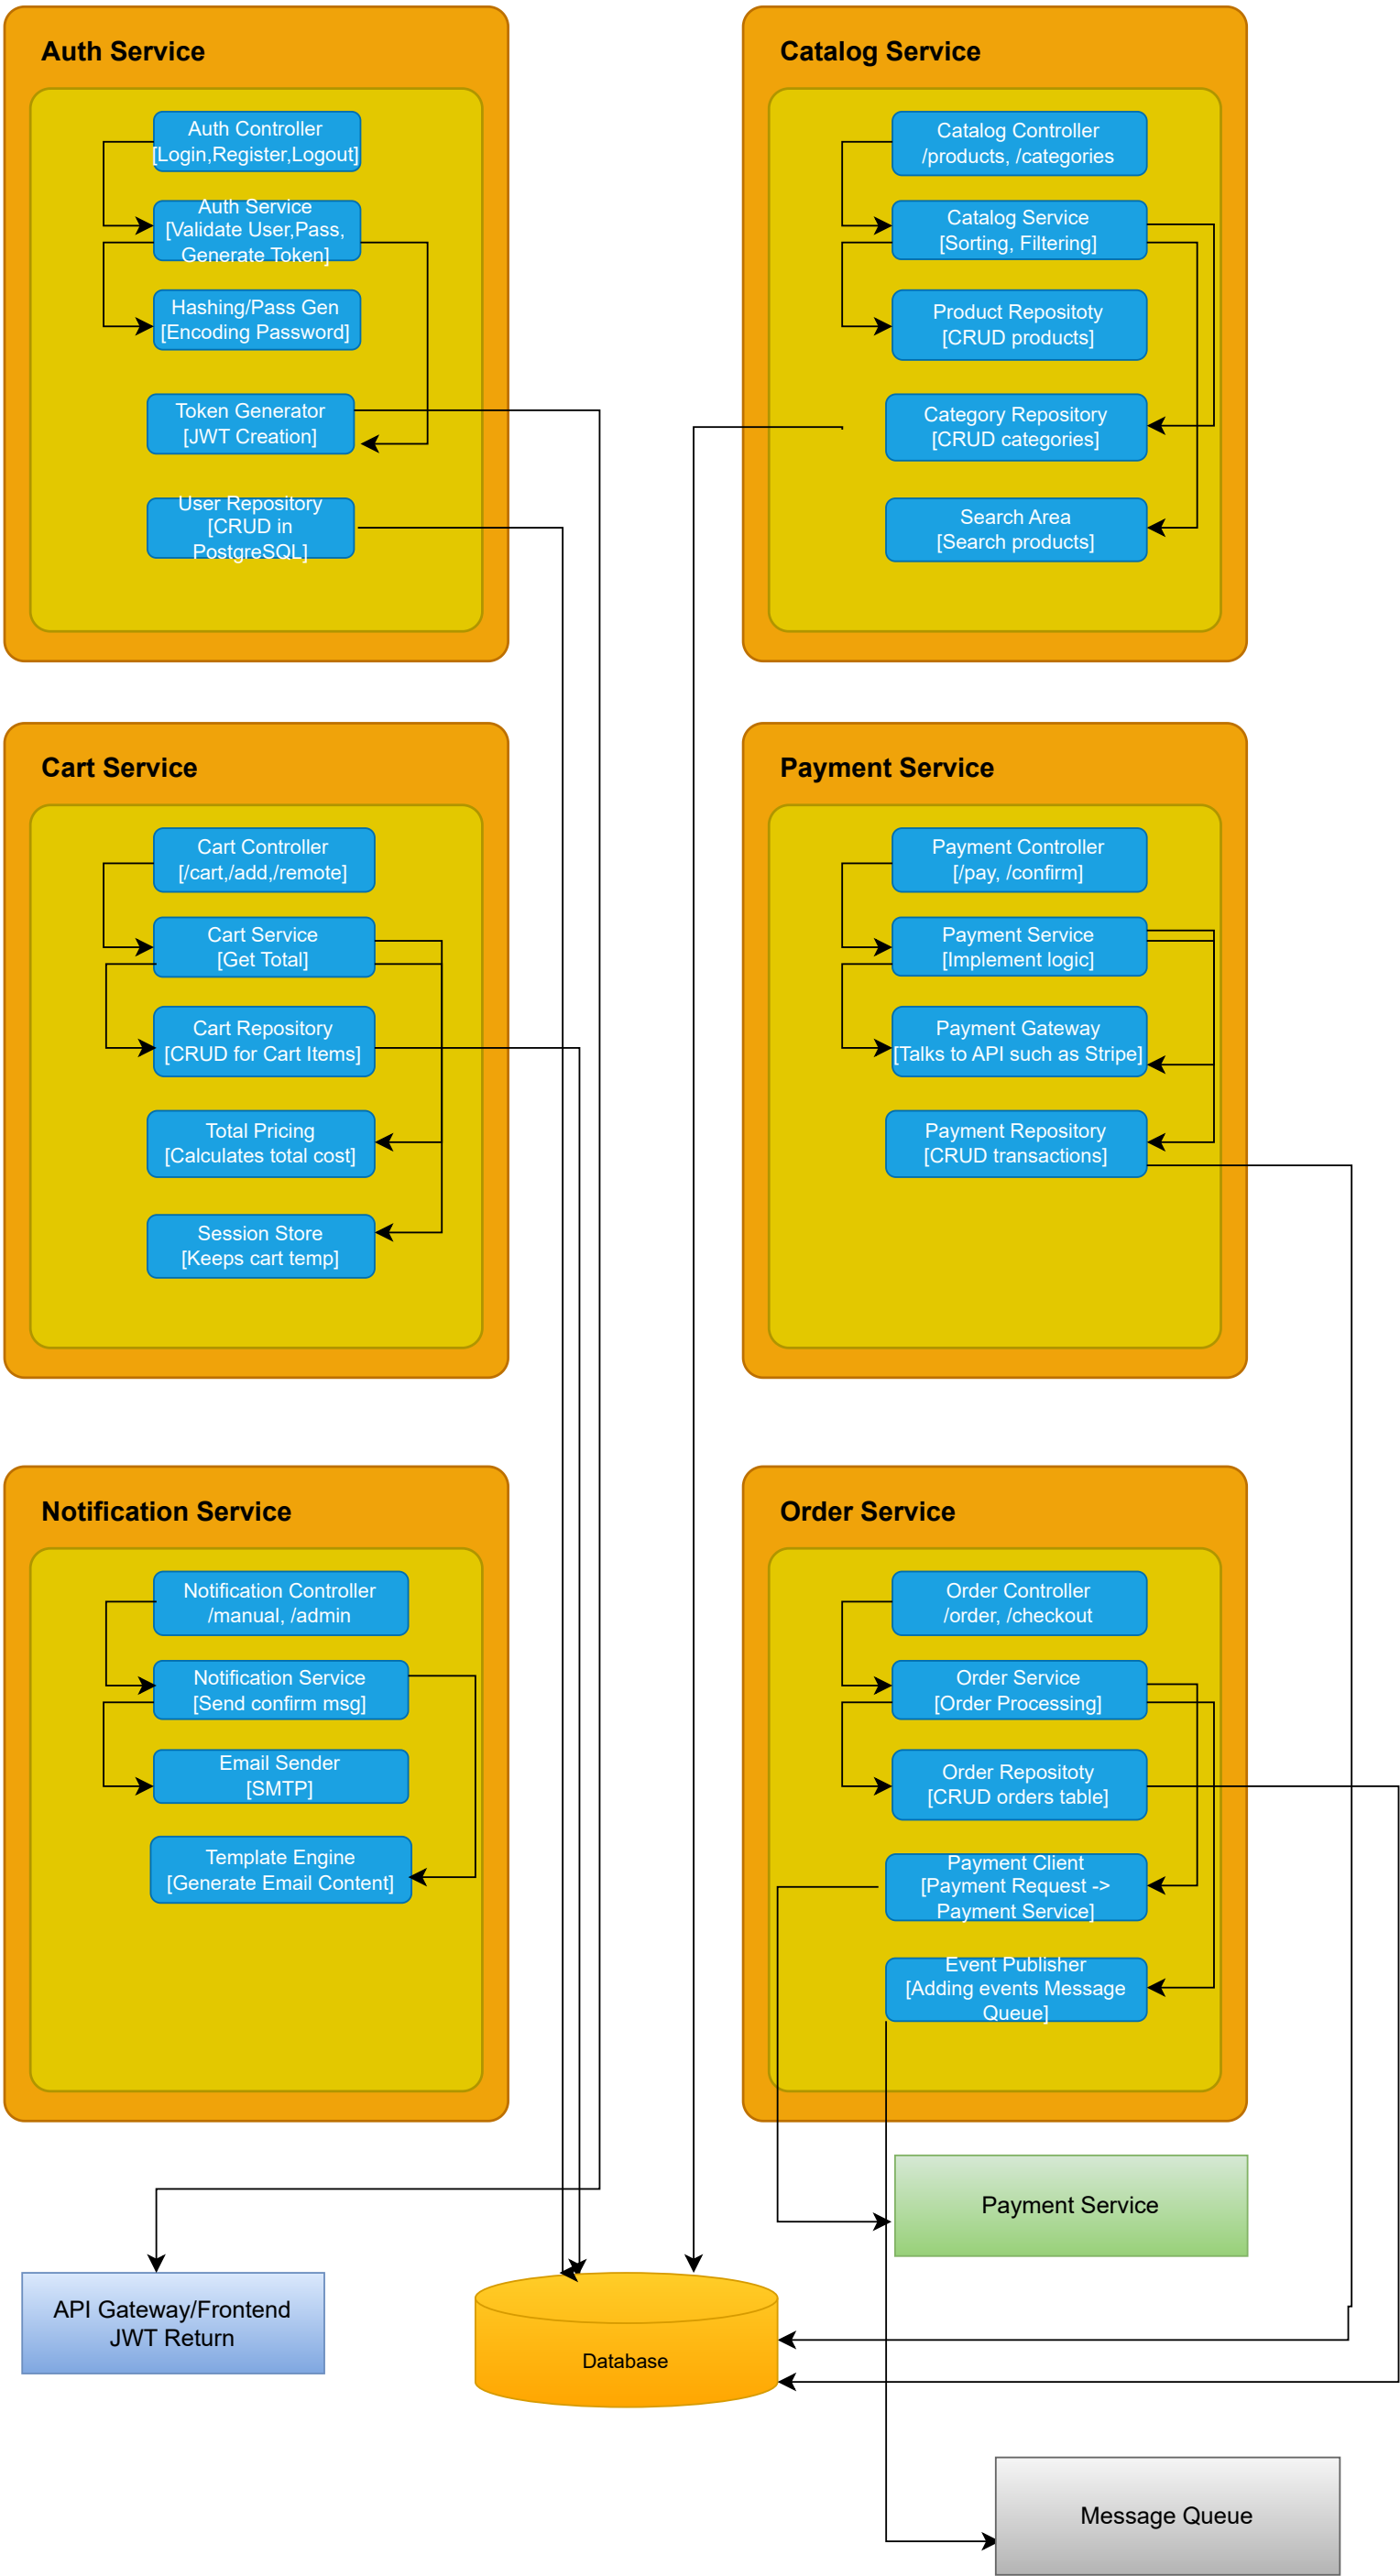 Auth Service
Auth Controller
[Login,Register,Logout]
Auth Service
[Validate User,Pass,
Generate Token]
Hashing/Pass Gen
[Encoding Password]
Token Generator
[JWT Creation]
User Repository
[CRUD in
PostgreSQL]
Catalog Service
Catalog Controller
/products, /categories
Catalog Service
[Sorting, Filtering]
Product Repositoty
[CRUD products]
Category Repository
[CRUD categories]
Search Area
[Search products]
Cart Service
Cart Controller
[/cart,/add,/remote]
Cart Service
[Get Total]
Cart Repository
[CRUD for Cart Items]
Total Pricing
[Calculates total cost]
Session Store
[Keeps cart temp]
Payment Service
Payment Controller
[/pay, /confirm]
Payment Service
[Implement logic]
Payment Gateway
[Talks to API such as Stripe]
Payment Repository
[CRUD transactions]
Notification Service
Notification Controller
/manual, /admin
Notification Service
[Send confirm msg]
Email Sender
[SMTP]
Template Engine
[Generate Email Content]
Order Service
Order Controller
/order, /checkout
Order Service
[Order Processing]
Order Repositoty
[CRUD orders table]
Payment Client
[Payment Request ->
Payment Service]
Event Publisher
[Adding events Message
Queue]
Payment Service
API Gateway/Frontend
JWT Return
Database
Message Queue